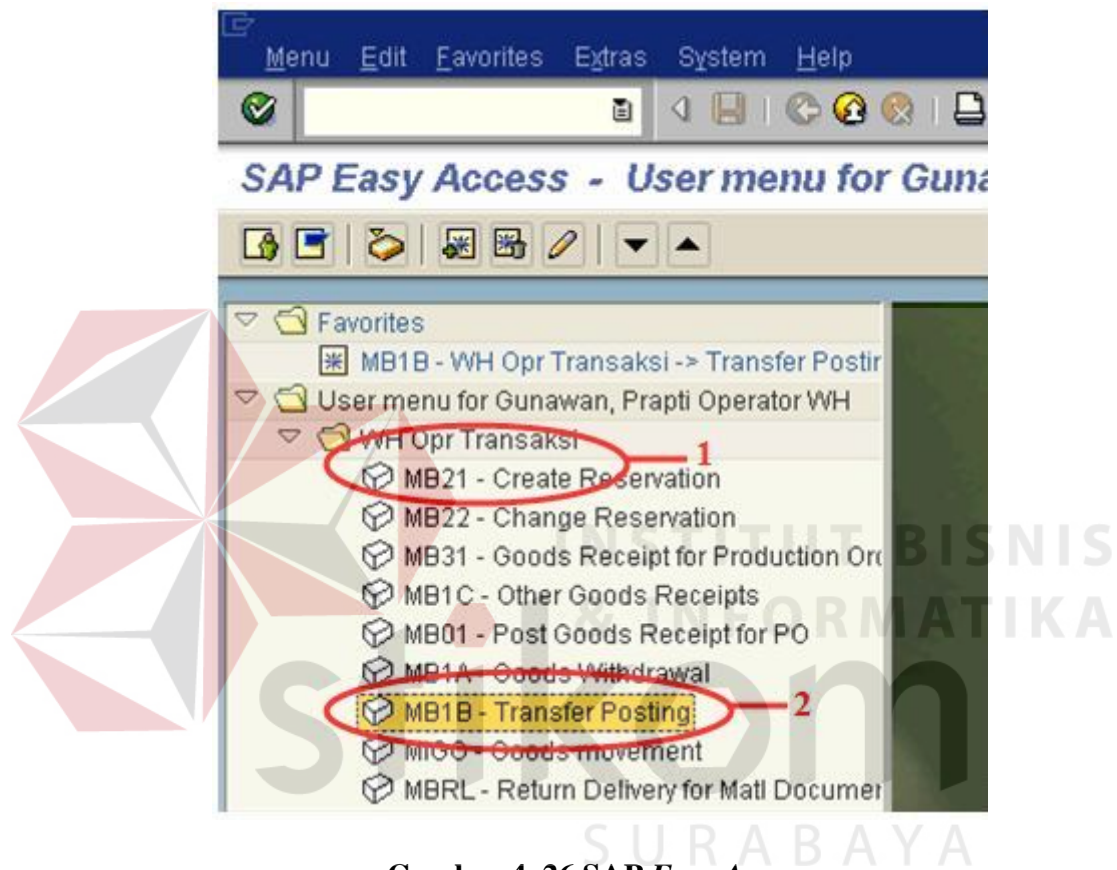 Menu Edit Favorites Extras System Help
SAP Easy Access - User menu for Guna
Favorites
MB1B - WH Opr Transaksi -> Transfer Postin
User menu for Gunawan, Prapti Operator WH
WH Opr Transaksi
1
MB21 - Create Reservation
MB22 - Change Reservation
MB31 - Goods Receipt for Production Ord
MB1C - Other Goods Receipts
MB01 - Post Goods Receipt for PO
MB1A - Goods Withdrawal
MB1B - Transfer Posting
2
MIGO - Goods movement
MBRL - Return Delivery for Matl Documen
INSTITUT BISNIS
& INFORMATIKA
stikom
SURABAYA